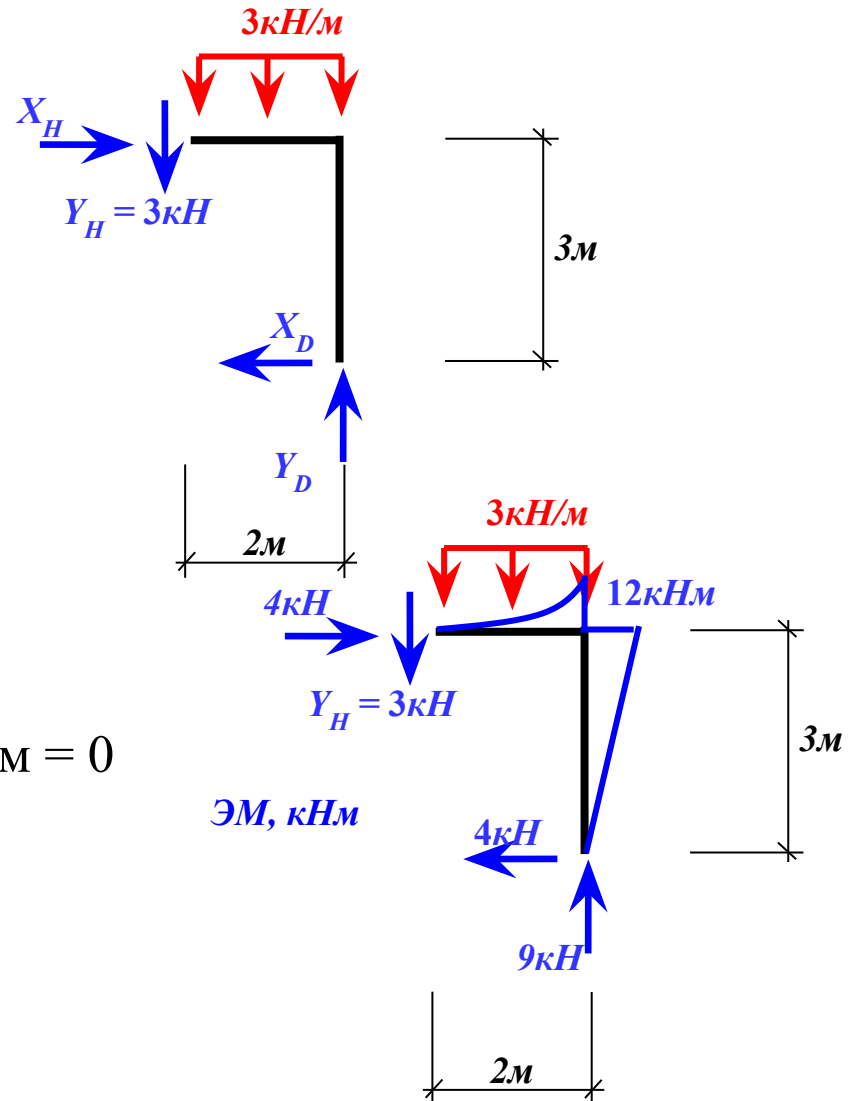 3кН/м
X_H
Y_H = 3кН
3м
X_D
Y_D
2м
3кН/м
4кН
12кНм
Y_H = 3кН
3м
м = 0
ЭМ, кНм
4кН
9кН
2м